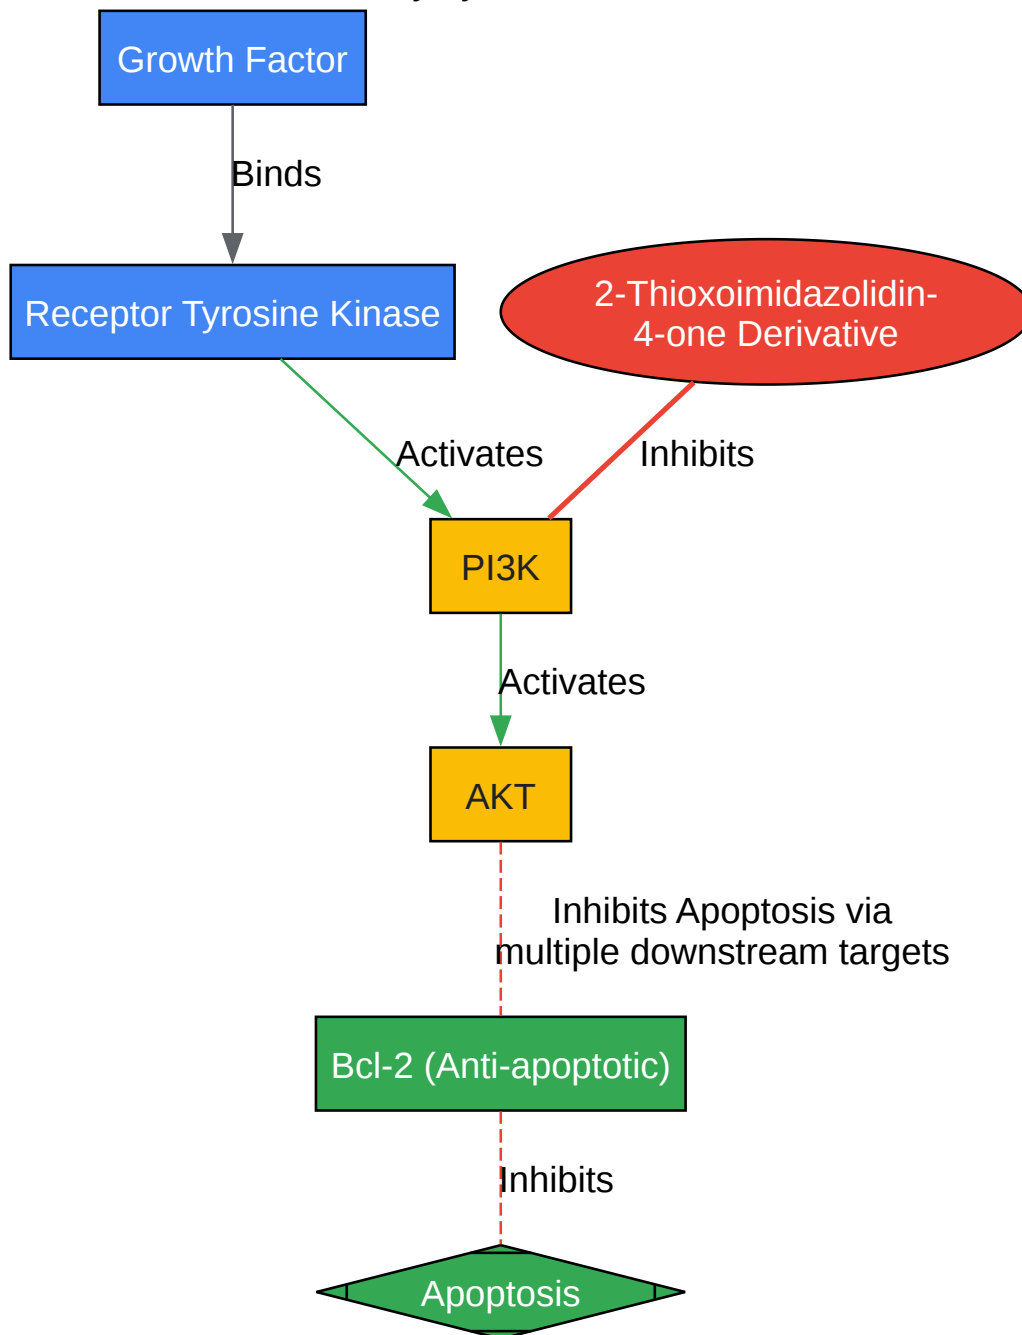 Growth Factor
Binds
Receptor Tyrosine Kinase
2-Thioxoimidazolidin-
4-one Derivative
Activates
Inhibits
PI3K
Activates
AKT
Inhibits Apoptosis via
multiple downstream targets
Bcl-2 (Anti-apoptotic)
Inhibits
Apoptosis